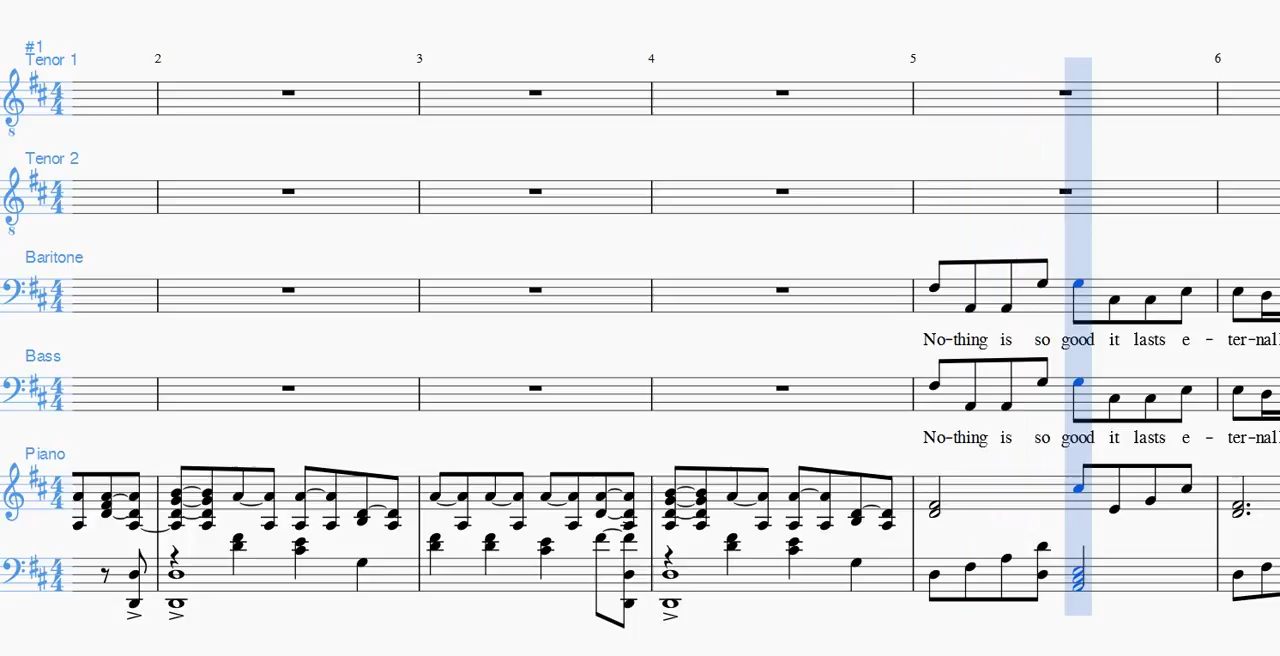 #1
Tenor 1
2 3 4 5 6
Tenor 2
Baritone
No-thing is so good it lasts e - ter-nall
Bass
No-thing is so good it lasts e - ter-nall
Piano